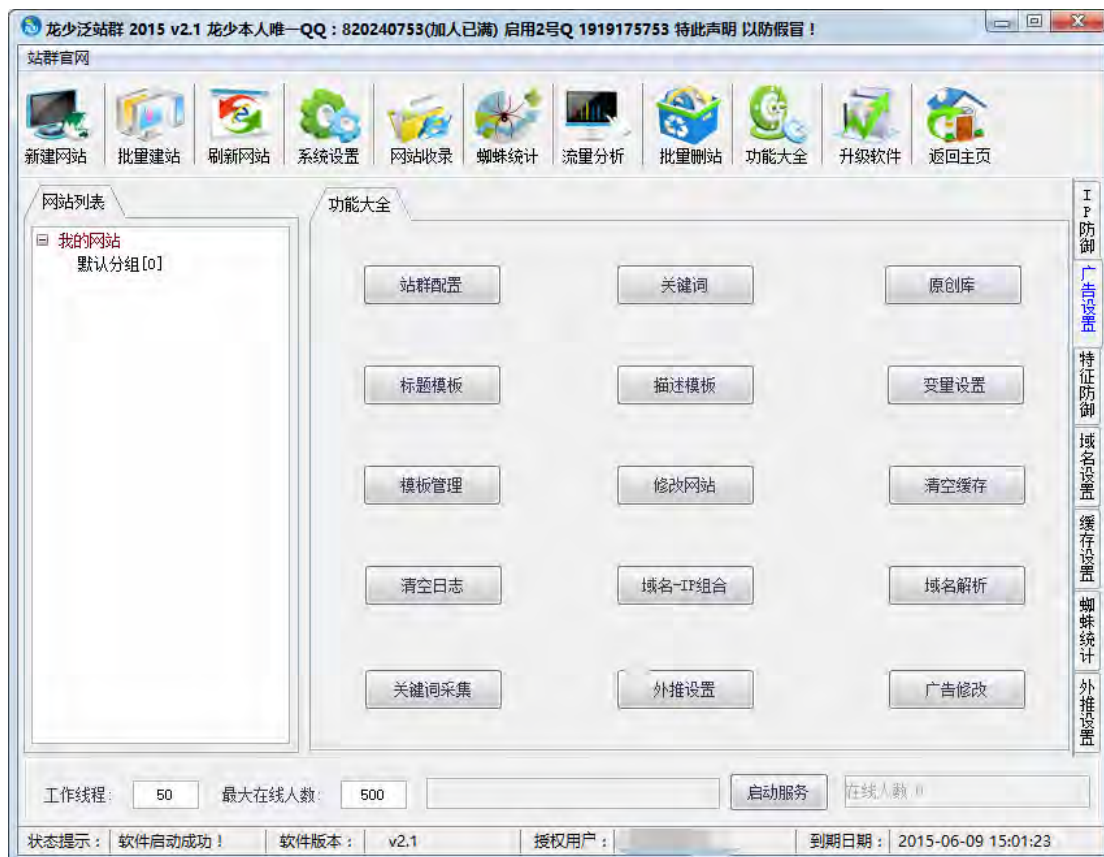 龙少泛站群 2015 v2.1 龙少本人唯一QQ：820240753(加人已满) 启用2号Q 1919175753 特此声明 以防假冒！
站群官网
新建网站 批量建站 刷新网站 系统设置 网站收录 蜘蛛统计 流量分析 批量删站 功能大全 升级软件 返回主页
网站列表
我的网站
默认分组[0]
功能大全
站群配置 关键词 原创库
标题模板 描述模板 变量设置
模板管理 修改网站 清空缓存
清空日志 域名-IP组合 域名解析
关键词采集 外推设置 广告修改
IP防御
广告设置
特征防御
域名设置
缓存设置
蜘蛛统计
外推设置
工作线程： 50 最大在线人数： 500 启动服务 在线人数 0
状态提示： 软件启动成功！ 软件版本： v2.1 授权用户： 到期日期： 2015-06-09 15:01:23